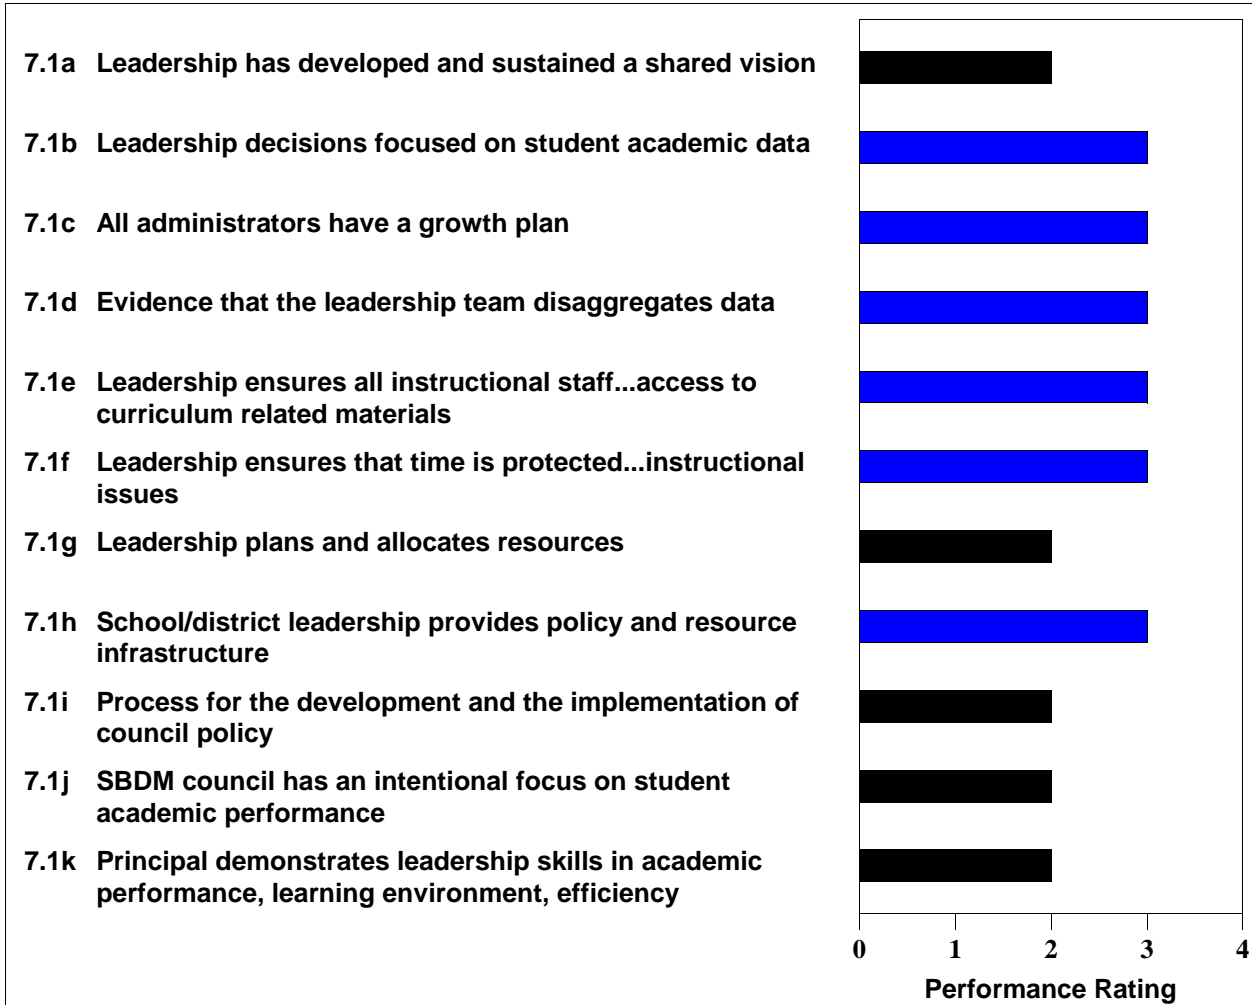 7.1a Leadership has developed and sustained a shared vision
7.1b Leadership decisions focused on student academic data
7.1c All administrators have a growth plan
7.1d Evidence that the leadership team disaggregates data
7.1e Leadership ensures all instructional staff...access to
curriculum related materials
7.1f Leadership ensures that time is protected...instructional
issues
7.1g Leadership plans and allocates resources
7.1h School/district leadership provides policy and resource
infrastructure
7.1i Process for the development and the implementation of
council policy
7.1j SBDM council has an intentional focus on student
academic performance
7.1k Principal demonstrates leadership skills in academic
performance, learning environment, efficiency
0 1 2 3 4
Performance Rating